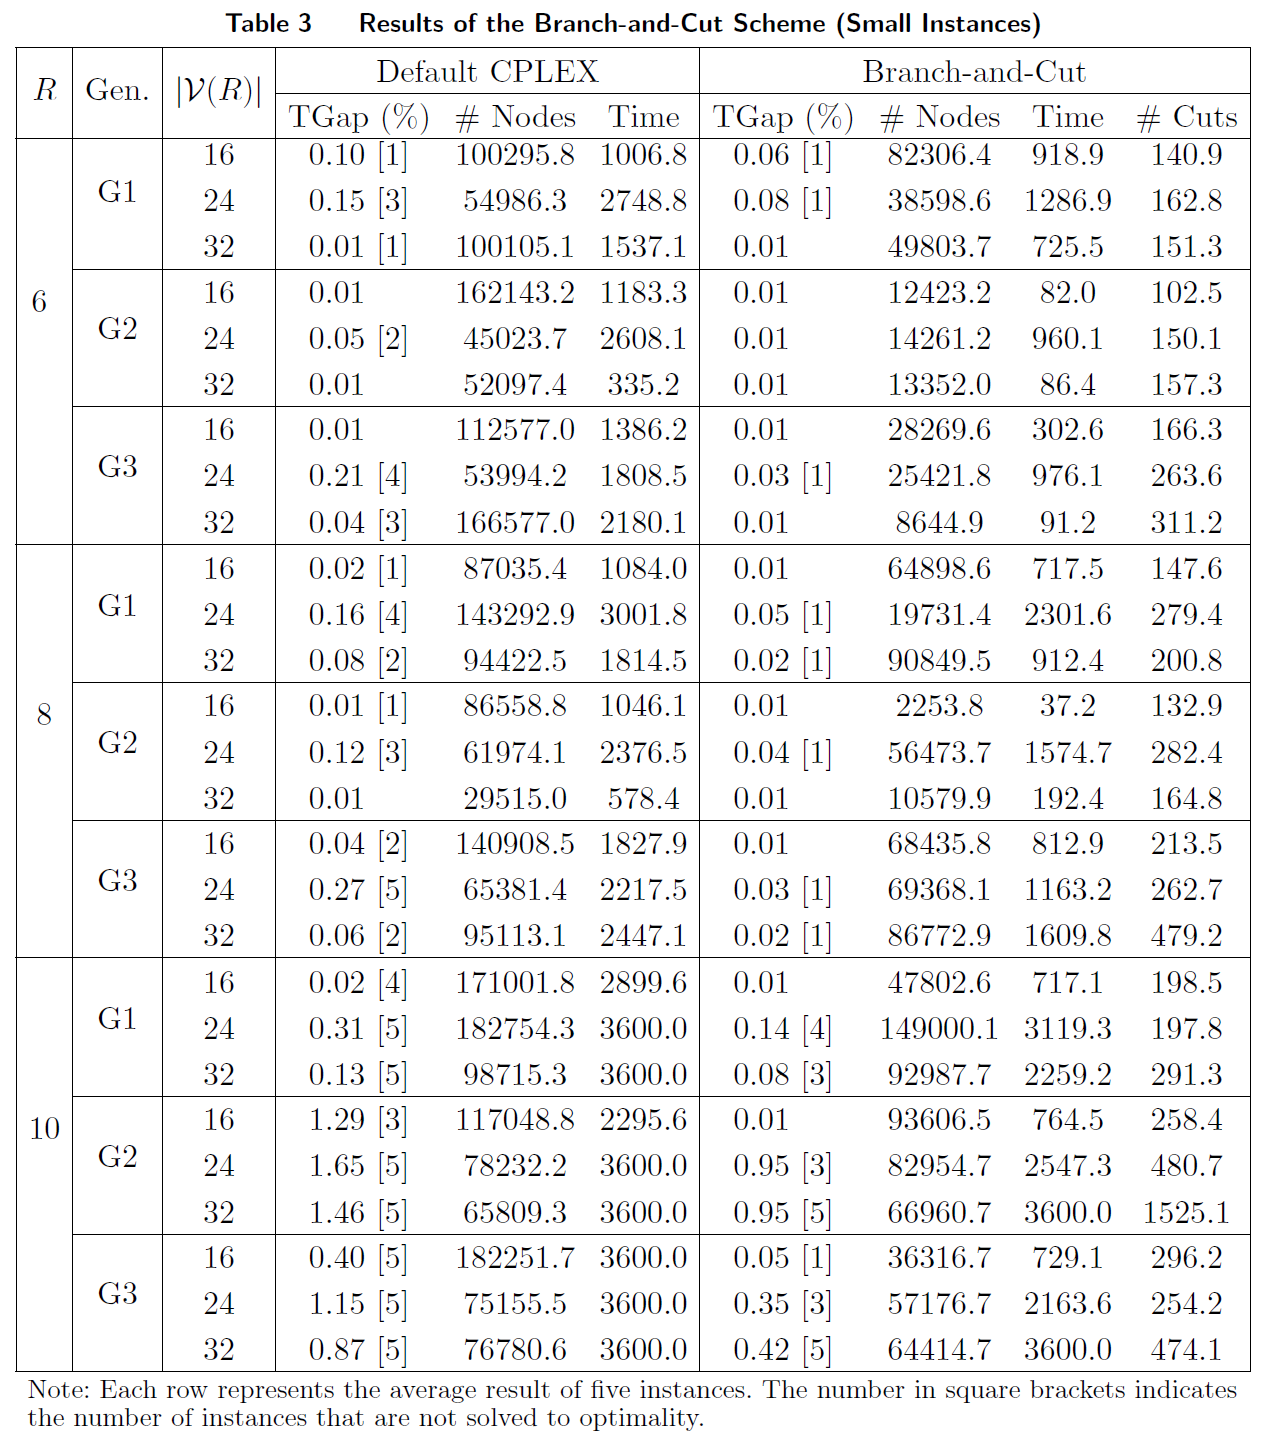 Table 3 Results of the Branch-and-Cut Scheme (Small Instances)
R Gen. |𝒱(R)| Default CPLEX Branch-and-Cut
TGap (%) # Nodes Time TGap (%) # Nodes Time # Cuts
6 G1 16 0.10 [1] 100295.8 1006.8 0.06 [1] 82306.4 918.9 140.9
24 0.15 [3] 54986.3 2748.8 0.08 [1] 38598.6 1286.9 162.8
32 0.01 [1] 100105.1 1537.1 0.01 49803.7 725.5 151.3
G2 16 0.01 162143.2 1183.3 0.01 12423.2 82.0 102.5
24 0.05 [2] 45023.7 2608.1 0.01 14261.2 960.1 150.1
32 0.01 52097.4 335.2 0.01 13352.0 86.4 157.3
G3 16 0.01 112577.0 1386.2 0.01 28269.6 302.6 166.3
24 0.21 [4] 53994.2 1808.5 0.03 [1] 25421.8 976.1 263.6
32 0.04 [3] 166577.0 2180.1 0.01 8644.9 91.2 311.2
8 G1 16 0.02 [1] 87035.4 1084.0 0.01 64898.6 717.5 147.6
24 0.16 [4] 143292.9 3001.8 0.05 [1] 19731.4 2301.6 279.4
32 0.08 [2] 94422.5 1814.5 0.02 [1] 90849.5 912.4 200.8
G2 16 0.01 [1] 86558.8 1046.1 0.01 2253.8 37.2 132.9
24 0.12 [3] 61974.1 2376.5 0.04 [1] 56473.7 1574.7 282.4
32 0.01 29515.0 578.4 0.01 10579.9 192.4 164.8
G3 16 0.04 [2] 140908.5 1827.9 0.01 68435.8 812.9 213.5
24 0.27 [5] 65381.4 2217.5 0.03 [1] 69368.1 1163.2 262.7
32 0.06 [2] 95113.1 2447.1 0.02 [1] 86772.9 1609.8 479.2
10 G1 16 0.02 [4] 171001.8 2899.6 0.01 47802.6 717.1 198.5
24 0.31 [5] 182754.3 3600.0 0.14 [4] 149000.1 3119.3 197.8
32 0.13 [5] 98715.3 3600.0 0.08 [3] 92987.7 2259.2 291.3
G2 16 1.29 [3] 117048.8 2295.6 0.01 93606.5 764.5 258.4
24 1.65 [5] 78232.2 3600.0 0.95 [3] 82954.7 2547.3 480.7
32 1.46 [5] 65809.3 3600.0 0.95 [5] 66960.7 3600.0 1525.1
G3 16 0.40 [5] 182251.7 3600.0 0.05 [1] 36316.7 729.1 296.2
24 1.15 [5] 75155.5 3600.0 0.35 [3] 57176.7 2163.6 254.2
32 0.87 [5] 76780.6 3600.0 0.42 [5] 64414.7 3600.0 474.1
Note: Each row represents the average result of five instances. The number in square brackets indicates
the number of instances that are not solved to optimality.